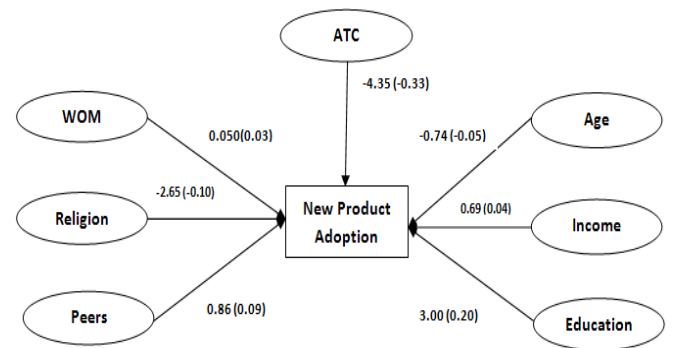 ATC
-4.35 (-0.33)
WOM
0.050(0.03)
-0.74 (-0.05)
Age
-2.65 (-0.10)
Religion
New Product
Adoption
0.69 (0.04)
Income
Peers
0.86 (0.09)
3.00 (0.20)
Education